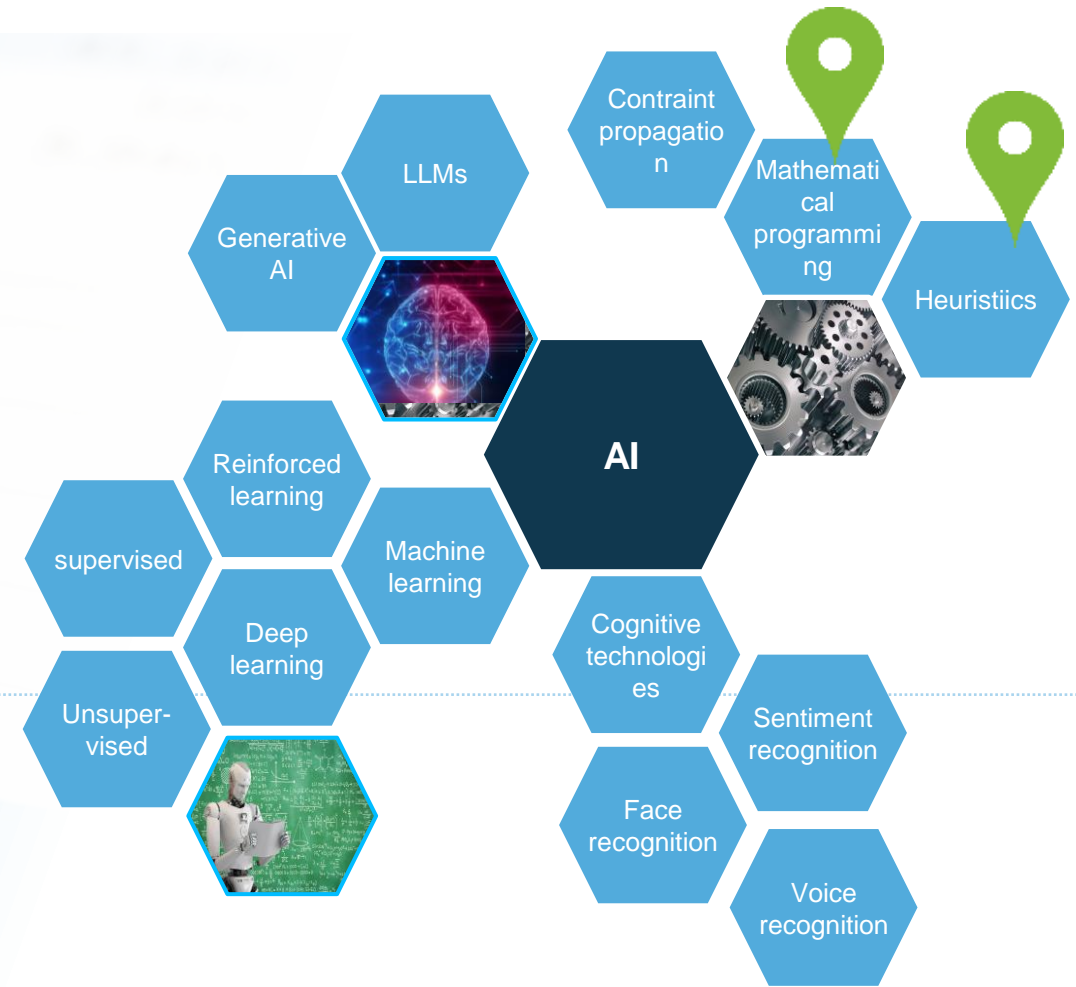 Contraint
propagatio
n
LLMs
Mathemati
cal
programmi
ng
Generative
AI
Heuristiics
AI
Reinforced
learning
supervised
Machine
learning
Deep
learning
Cognitive
technologi
es
Unsuper-
vised
Sentiment
recognition
Face
recognition
Voice
recognition